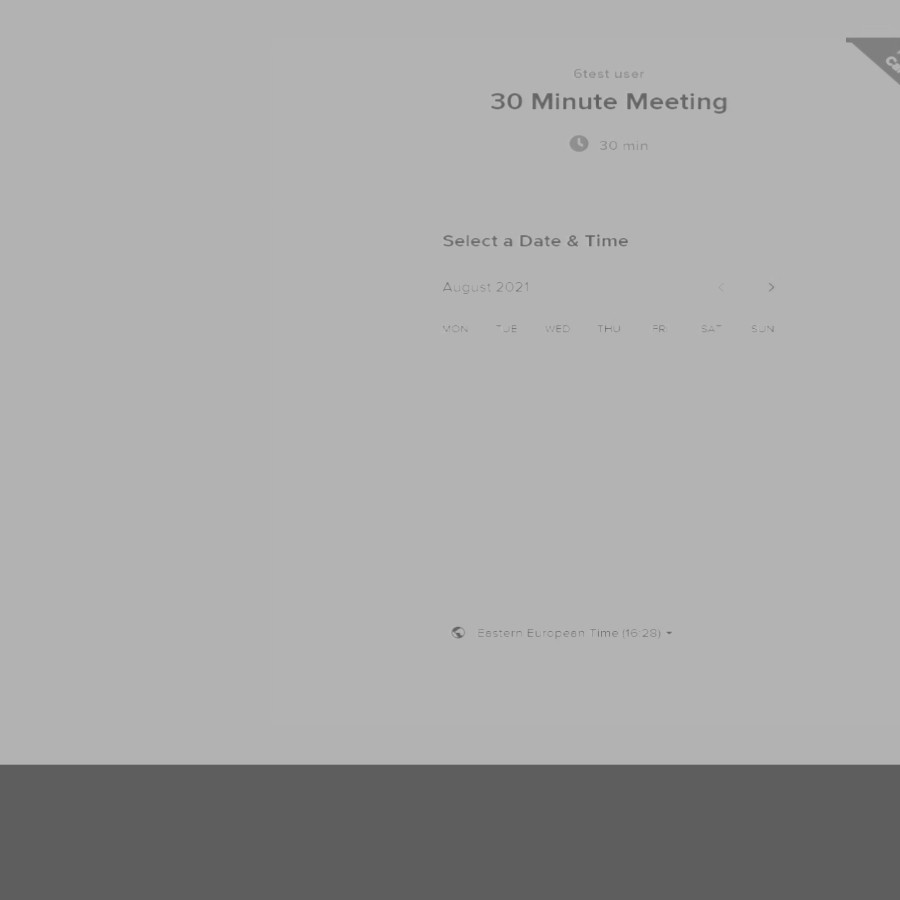 6test user
30 Minute Meeting
30 min
Select a Date & Time
August 2021
MON TUE WED THU FRI SAT SUN
Eastern European Time (16:28)